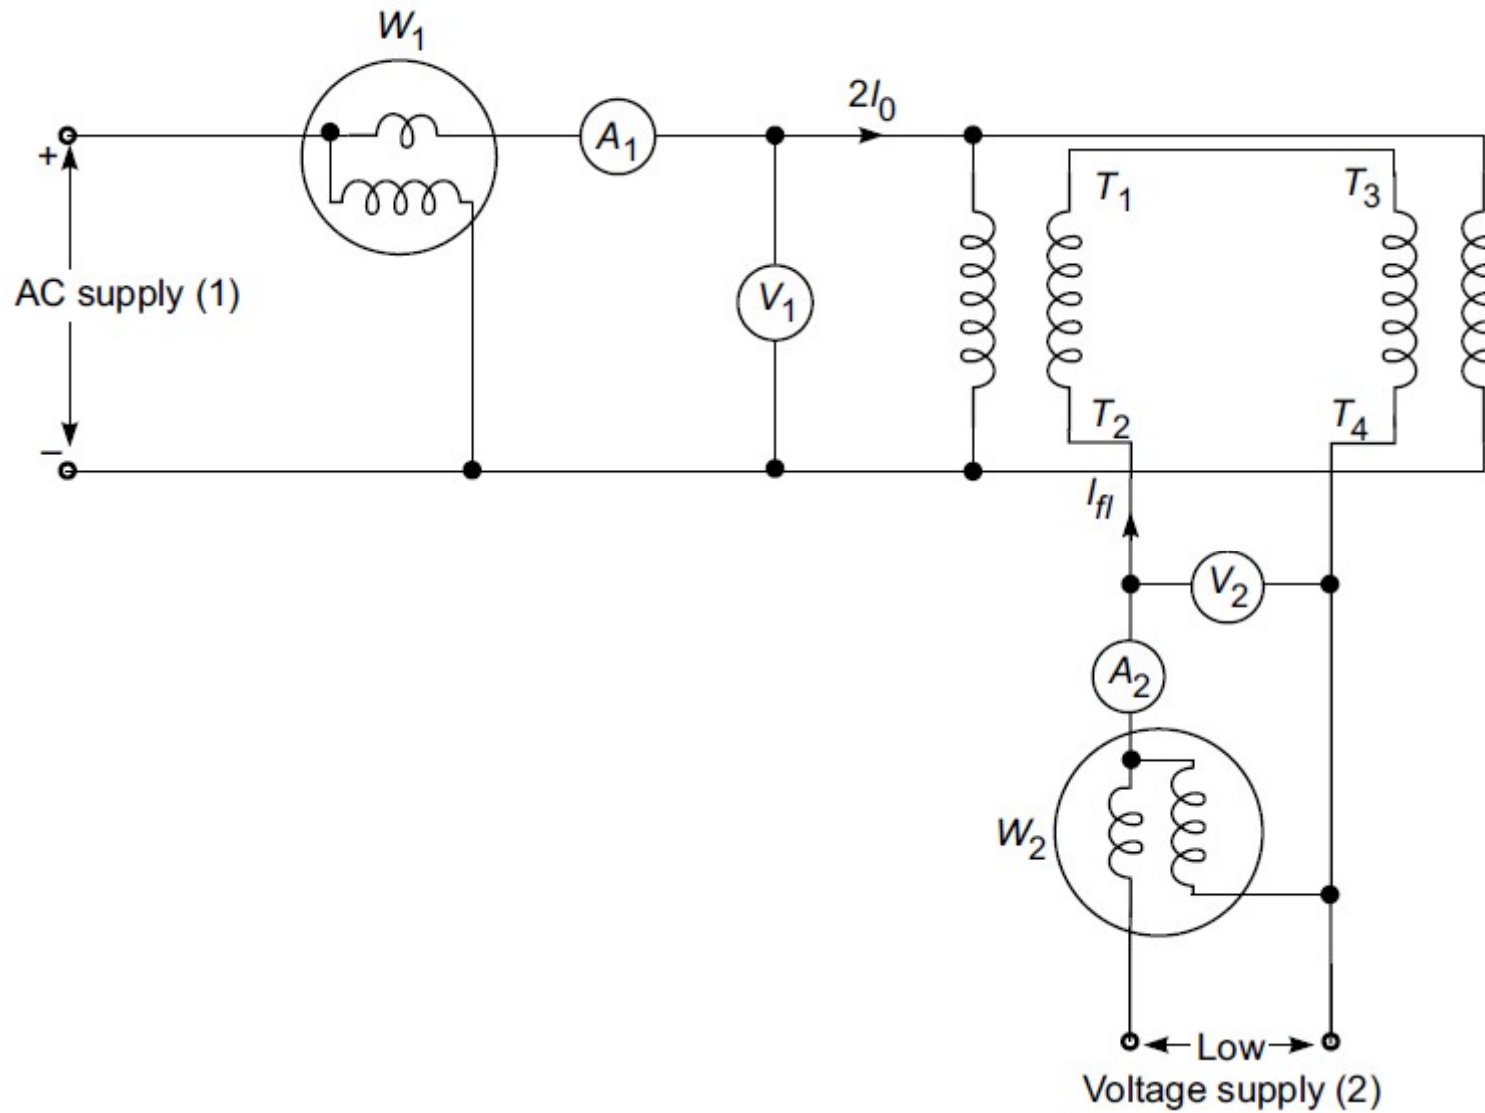 W1
2I0
A1
+
T1
T3
AC supply (1)
V1
T2
T4
–
Ifl
V2
A2
W2
Low
Voltage supply (2)